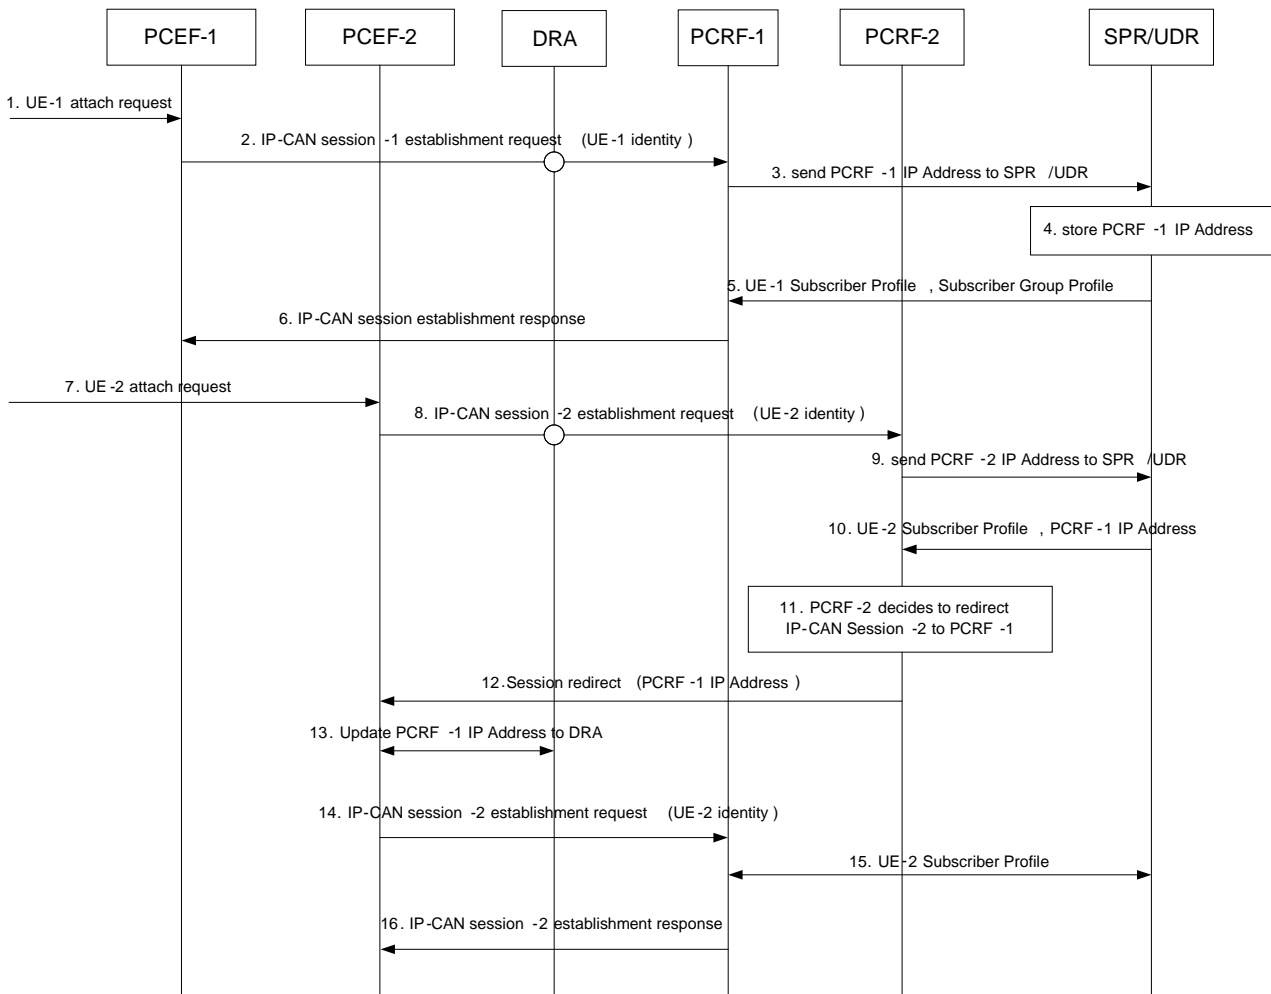 PCEF-1
PCEF-2
DRA
PCRF-1
PCRF-2
SPR/UDR
1. UE-1 attach request
2. IP-CAN session -1 establishment request (UE-1 identity )
3. send PCRF -1 IP Address to SPR /UDR
4. store PCRF -1 IP Address
5. UE-1 Subscriber Profile , Subscriber Group Profile
6. IP-CAN session establishment response
7. UE-2 attach request
8. IP-CAN session -2 establishment request (UE-2 identity )
9. send PCRF -2 IP Address to SPR /UDR
10. UE-2 Subscriber Profile , PCRF-1 IP Address
11. PCRF-2 decides to redirect
IP-CAN Session -2 to PCRF -1
12.Session redirect (PCRF -1 IP Address )
13. Update PCRF -1 IP Address to DRA
14. IP-CAN session -2 establishment request (UE-2 identity )
15. UE-2 Subscriber Profile
16. IP-CAN session -2 establishment response